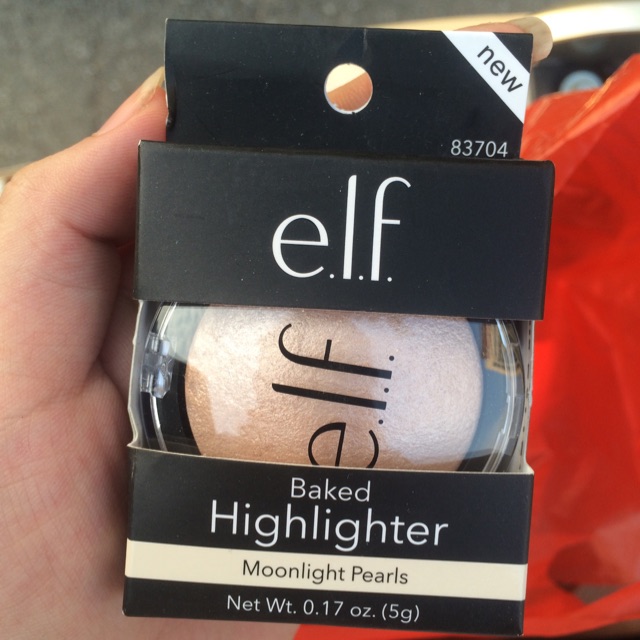 new
83704
e.l.f.
e.l.f.
Baked
Highlighter
Moonlight Pearls
Net Wt. 0.17 oz. (5g)